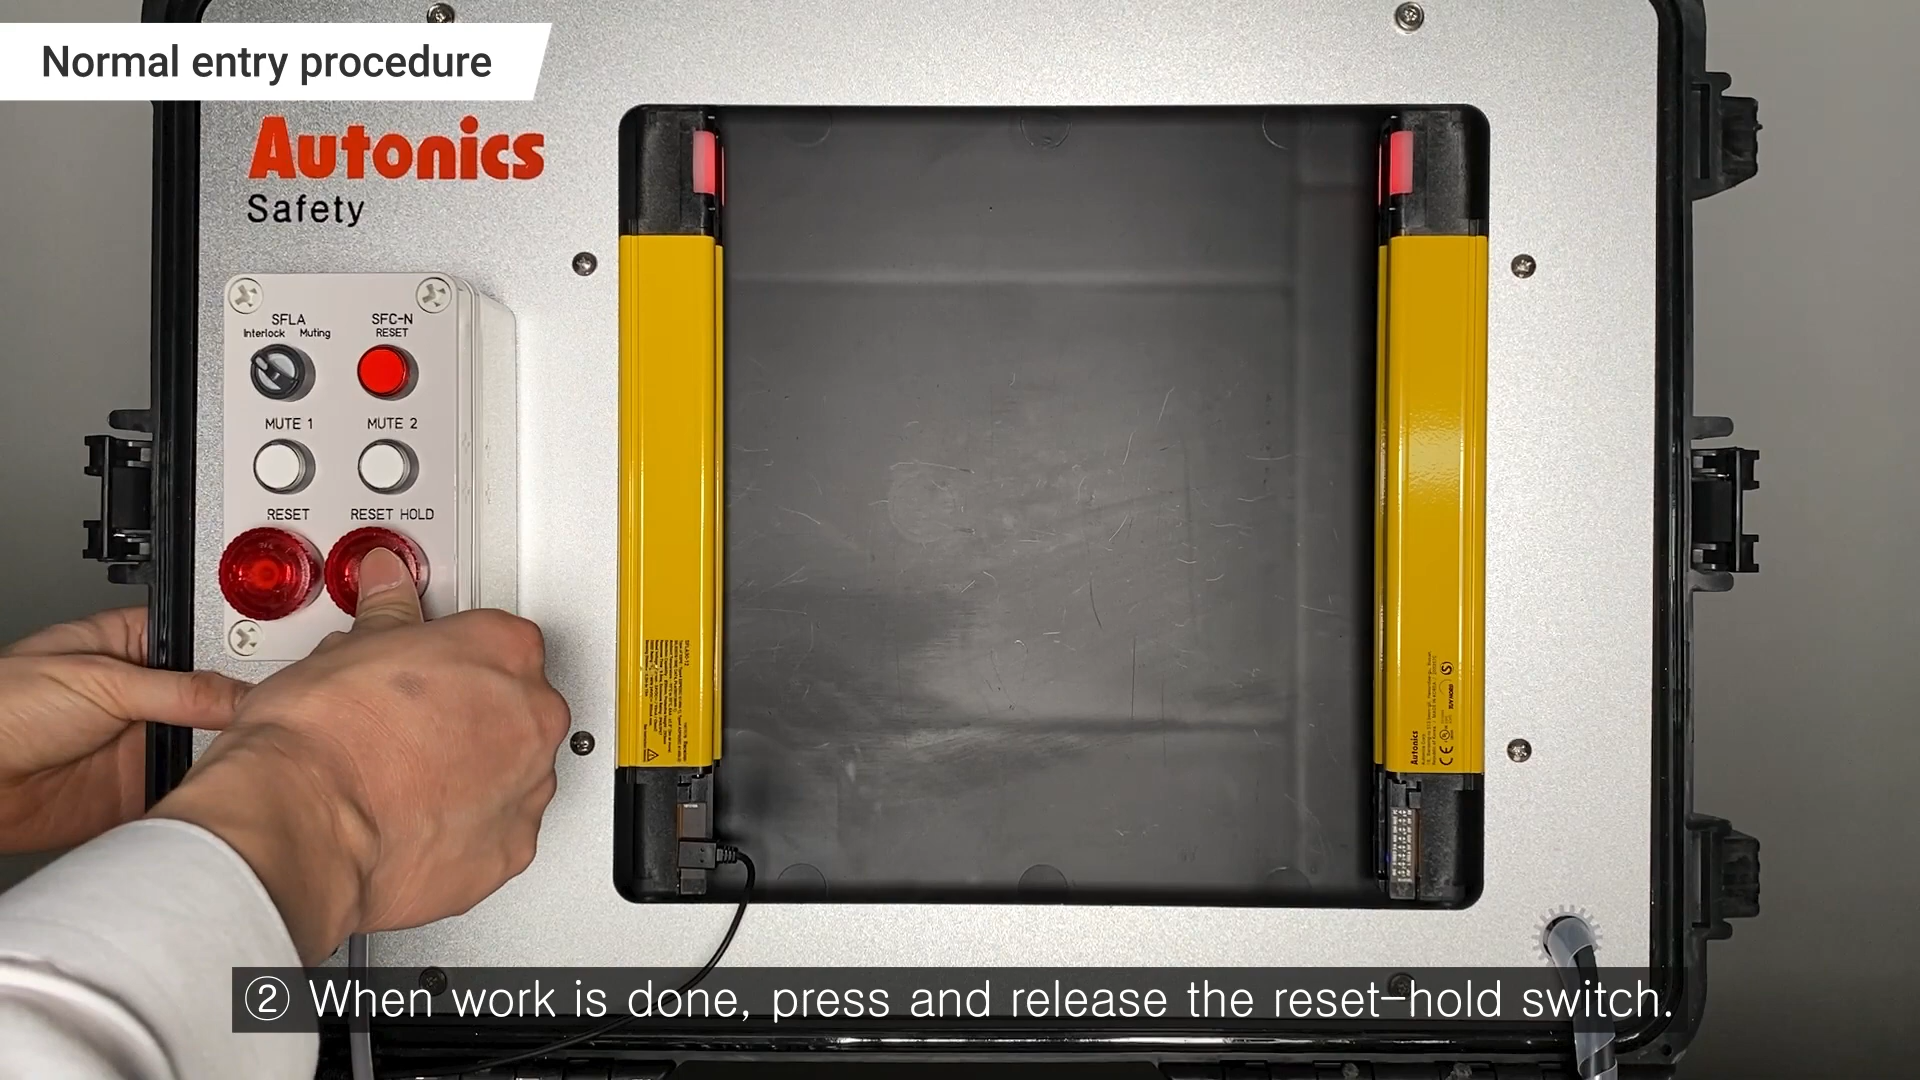 Normal entry procedure
Autonics
Safety
SFLA
Interlock Muting
SFC-N
RESET
MUTE 1
MUTE 2
RESET
RESET HOLD
Autonics
② When work is done, press and release the reset-hold switch.